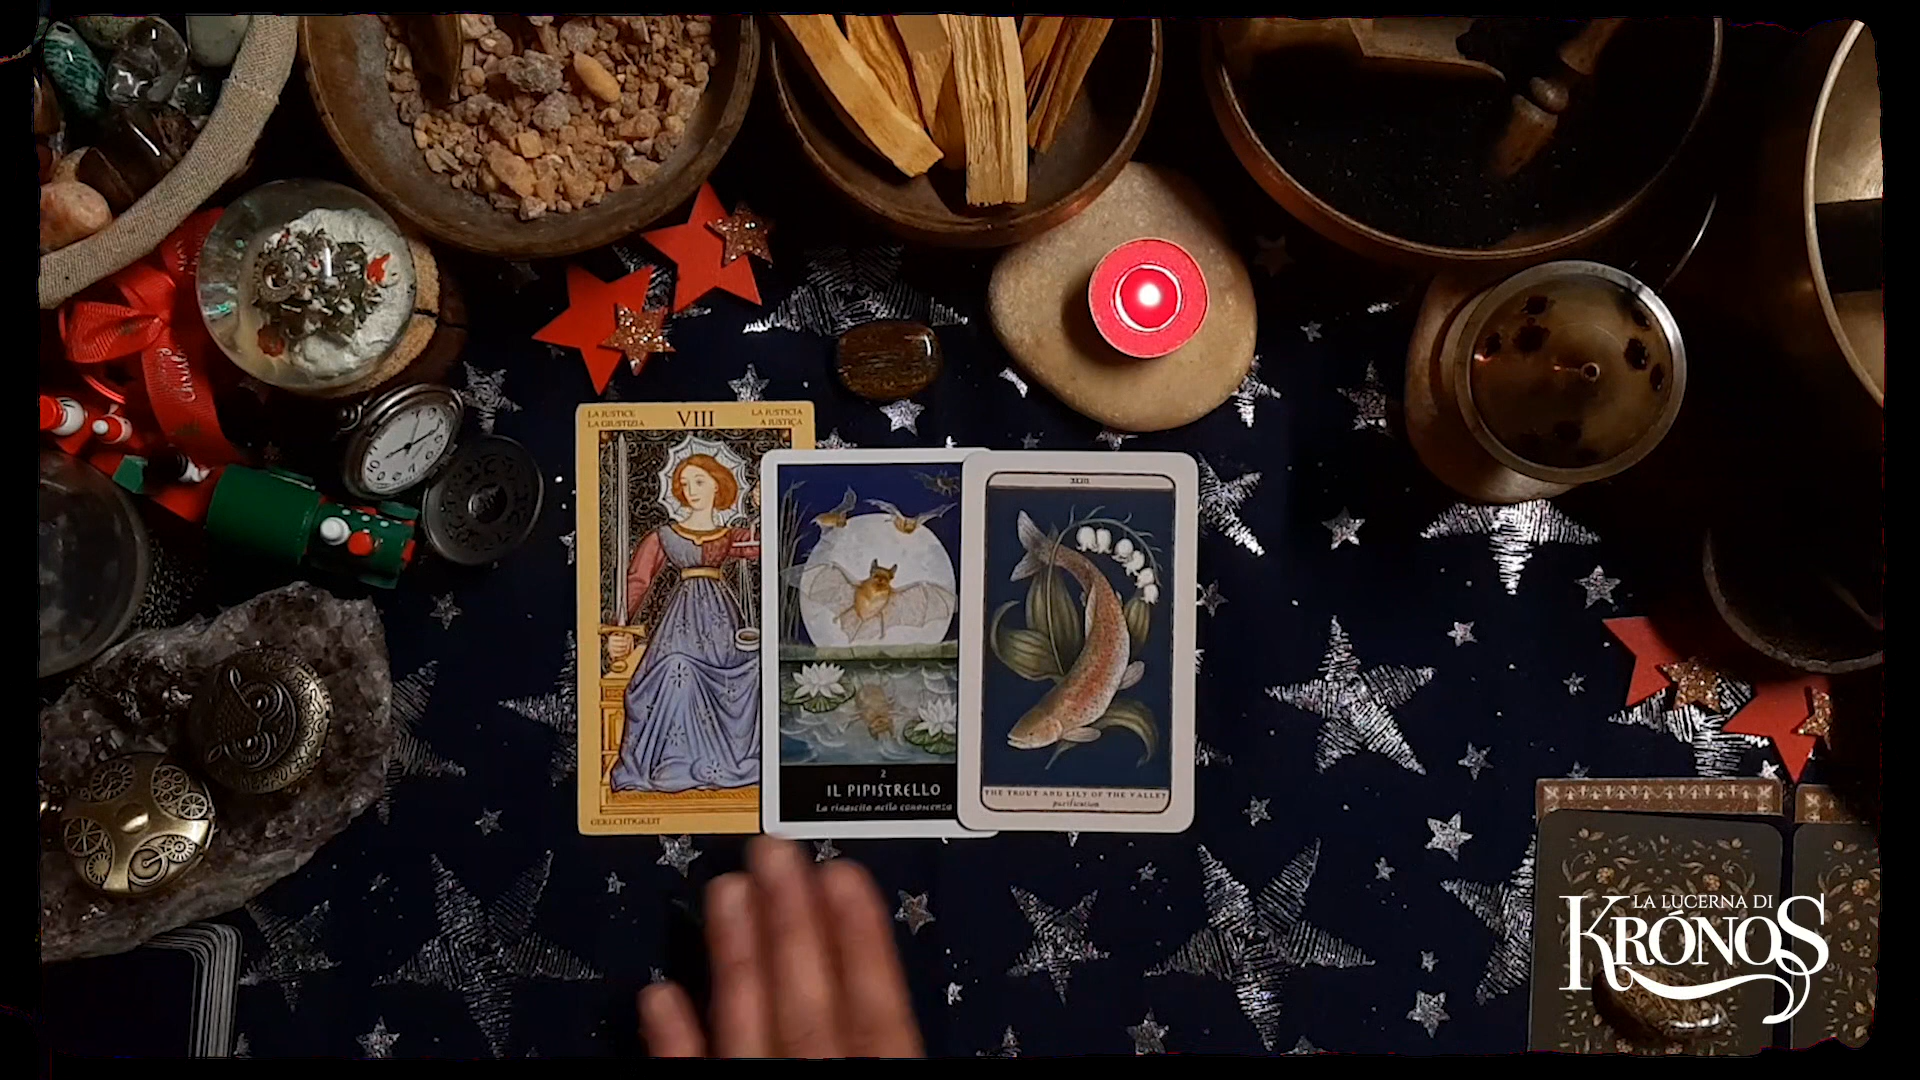 LA JUSTICE
LA GIUSTIZIA
VIII
LA JUSTICIA
A JUSTIÇA
GERECHTIGKEIT
2
IL PIPISTRELLO
La rinascita nella conoscenza
XLIII
THE TROUT AND LILY OF THE VALLEY
purification
LA LUCERNA DI
KRÓNOS